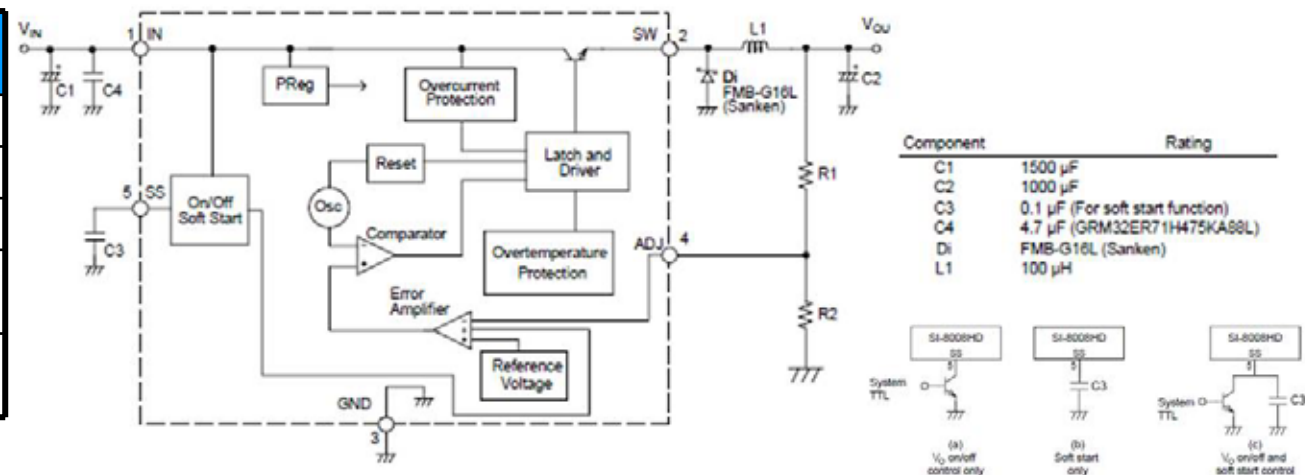 VIN
1
IN
SW
2
L1
VOU
C1
C4
PReg
Overcurrent
Protection
Di
FMB-G16L
(Sanken)
C2
Reset
Latch and
Driver
R1
5
SS
On/Off
Soft Start
Osc
C3
Comparator
Overtemperature
Protection
ADJ
4
Error
Amplifier
R2
Reference
Voltage
GND
3
Component Rating
C1 1500 µF
C2 1000 µF
C3 0.1 µF (For soft start function)
C4 4.7 µF (GRM32ER71H475KA88L)
Di FMB-G16L (Sanken)
L1 100 µH
SI-8008HD
SS
5
System
TTL
(a)
VO on/off
control only
SI-8008HD
SS
5
C3
(b)
Soft start
only
SI-8008HD
SS
5
System
TTL
C3
(c)
VO on/off and
soft start control